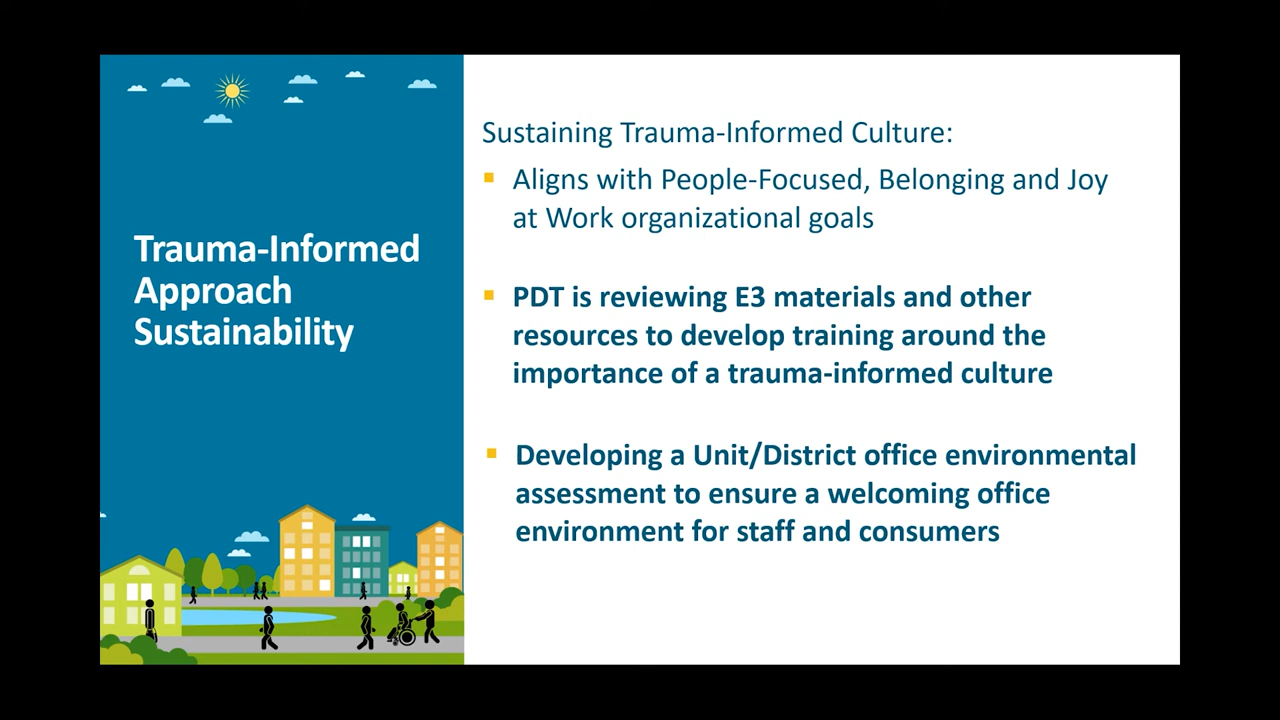 Trauma-Informed
Approach
Sustainability
Sustaining Trauma-Informed Culture:
Aligns with People-Focused, Belonging and Joy
at Work organizational goals
PDT is reviewing E3 materials and other
resources to develop training around the
importance of a trauma-informed culture
Developing a Unit/District office environmental
assessment to ensure a welcoming office
environment for staff and consumers